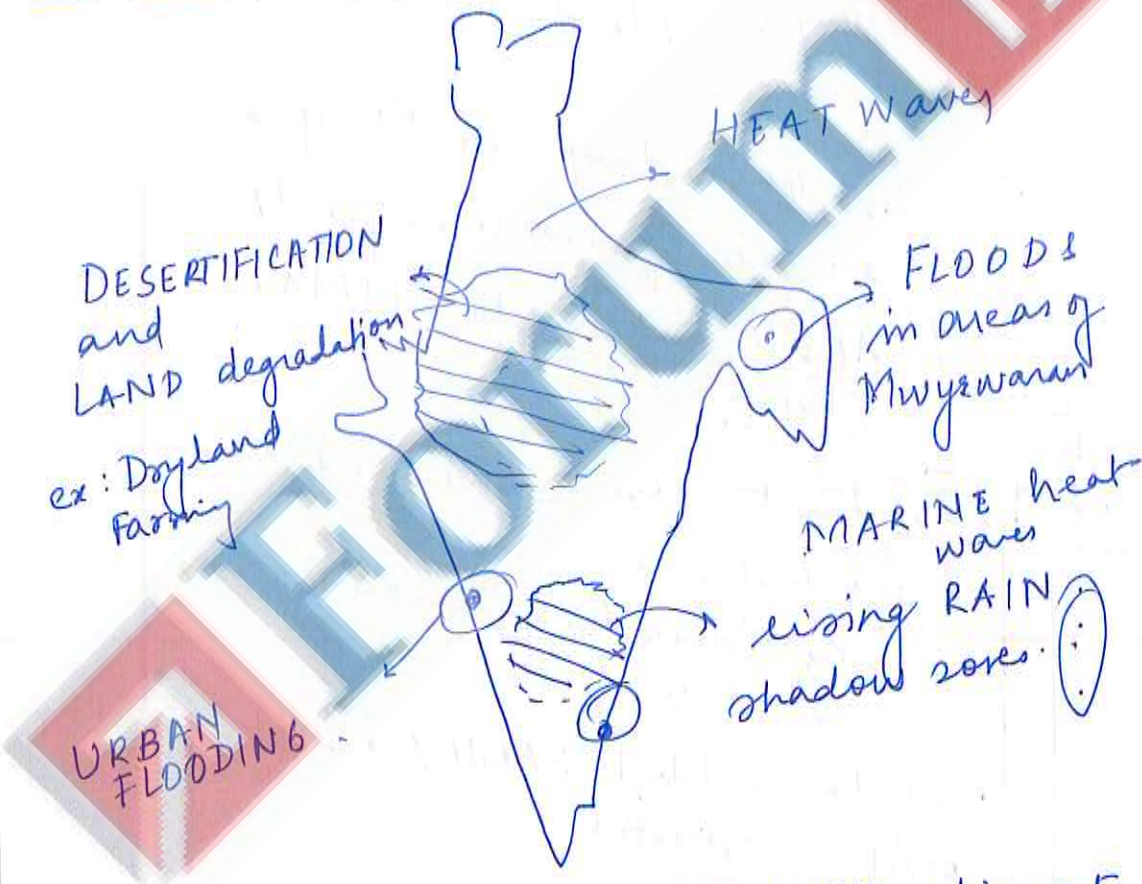 HEAT Waves
DESERTIFICATION
and
LAND degradation
ex: Dryland
Farming
FLOODS
in areas of
MARINE heat
waves
rising RAIN
shadow zones.
URBAN
FLOODING
Forum